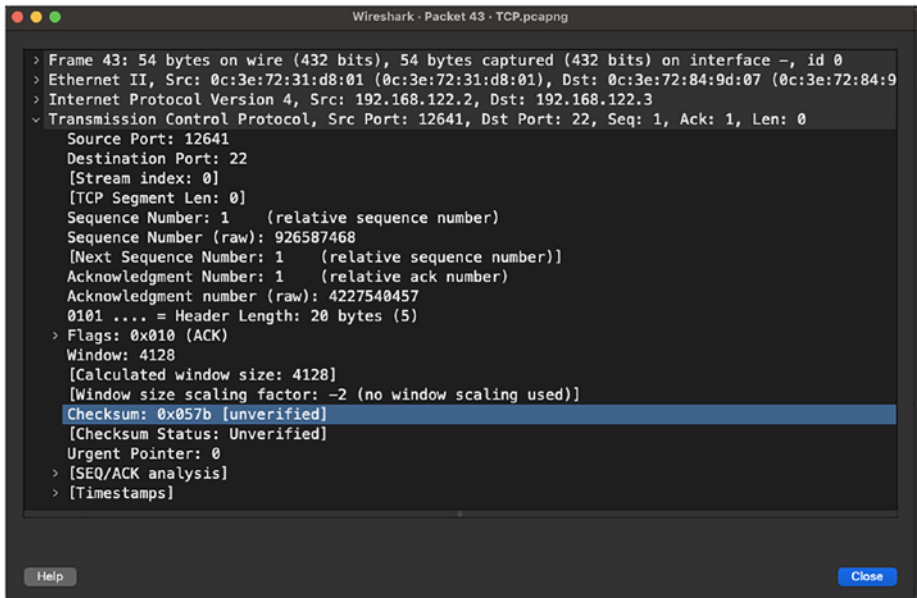 Wireshark · Packet 43 · TCP.pcapng
> Frame 43: 54 bytes on wire (432 bits), 54 bytes captured (432 bits) on interface –, id 0
> Ethernet II, Src: 0c:3e:72:31:d8:01 (0c:3e:72:31:d8:01), Dst: 0c:3e:72:84:9d:07 (0c:3e:72:84:9
> Internet Protocol Version 4, Src: 192.168.122.2, Dst: 192.168.122.3
Transmission Control Protocol, Src Port: 12641, Dst Port: 22, Seq: 1, Ack: 1, Len: 0
Source Port: 12641
Destination Port: 22
[Stream index: 0]
[TCP Segment Len: 0]
Sequence Number: 1    (relative sequence number)
Sequence Number (raw): 926587468
[Next Sequence Number: 1    (relative sequence number)]
Acknowledgment Number: 1    (relative ack number)
Acknowledgment number (raw): 4227540457
0101 .... = Header Length: 20 bytes (5)
> Flags: 0x010 (ACK)
Window: 4128
[Calculated window size: 4128]
[Window size scaling factor: –2 (no window scaling used)]
Checksum: 0x057b [unverified]
[Checksum Status: Unverified]
Urgent Pointer: 0
> [SEQ/ACK analysis]
> [Timestamps]
Help
Close